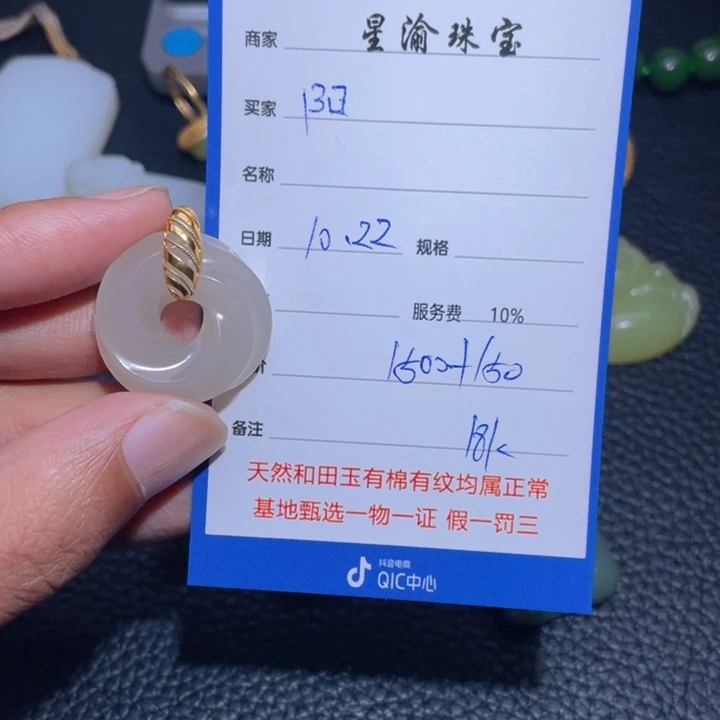 商家 星渝珠宝
买家
名称
日期 10.22 规格
服务费 10%
价 1500+150
备注 18k
天然和田玉有棉有纹均属正常
基地甄选一物一证 假一罚三
抖音电商
QIC中心